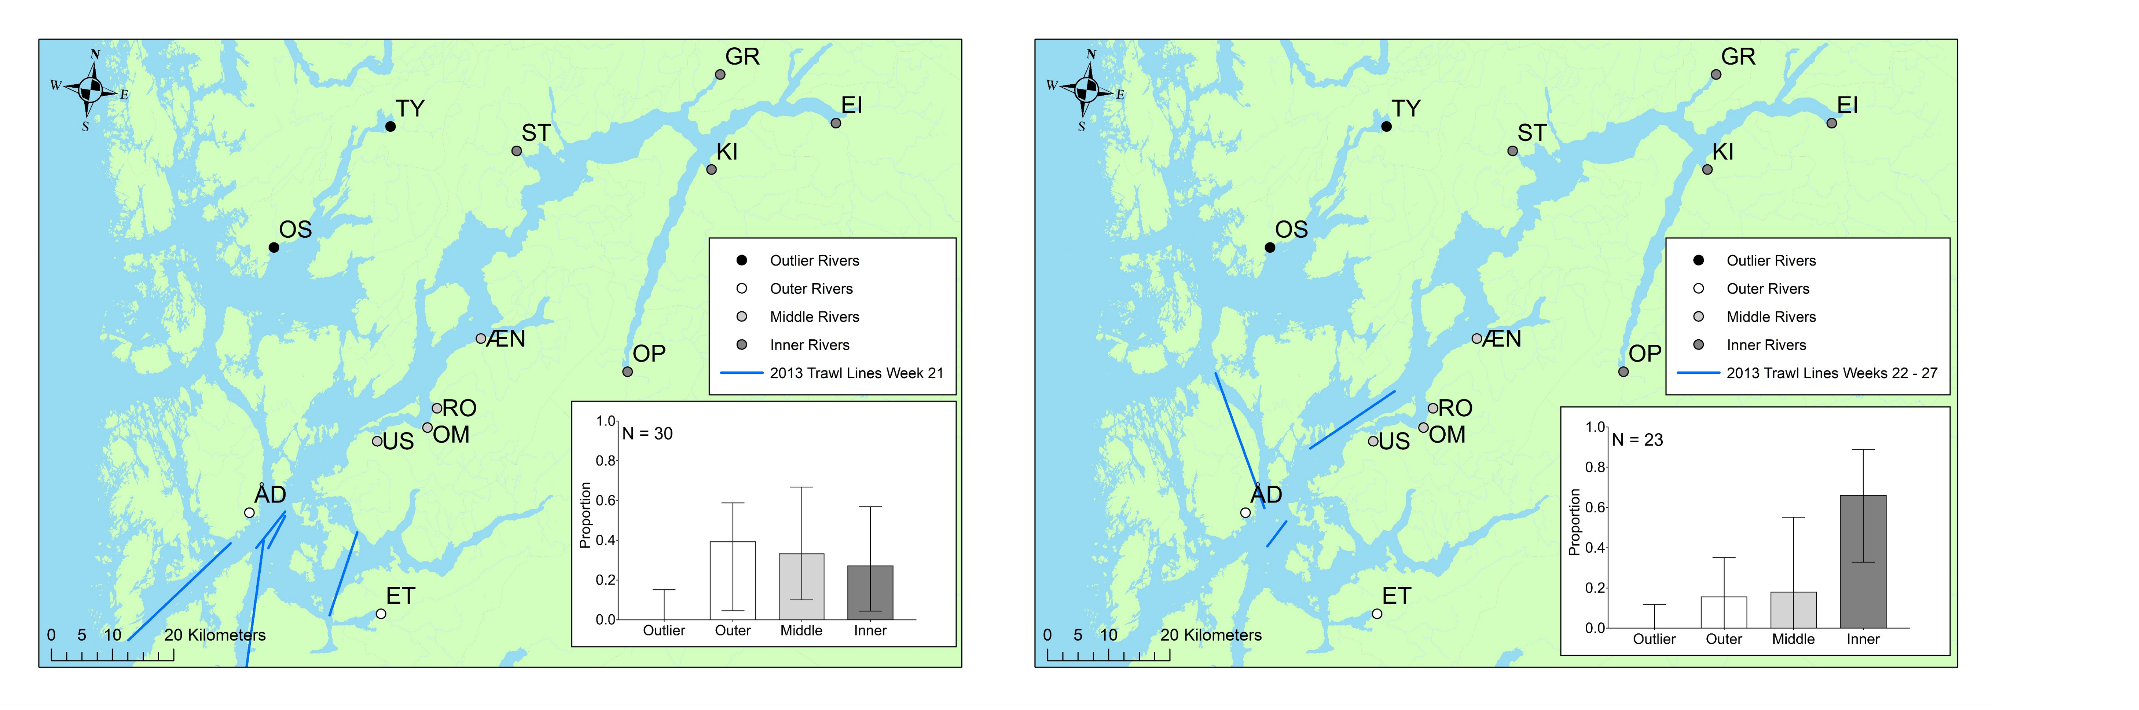 N
W E
S
GR
TY
EI
ST
KI
OS
ÆN
OP
RO
OM
US
ÅD
ET
0 5 10 20 Kilometers
Outlier Rivers
Outer Rivers
Middle Rivers
Inner Rivers
2013 Trawl Lines Week 21
N = 30
Proportion
1.0
0.8
0.6
0.4
0.2
0.0
Outlier Outer Middle Inner
N
W E
S
GR
TY
EI
ST
KI
OS
ÆN
OP
RO
OM
US
ÅD
ET
0 5 10 20 Kilometers
Outlier Rivers
Outer Rivers
Middle Rivers
Inner Rivers
2013 Trawl Lines Weeks 22 - 27
N = 23
Proportion
1.0
0.8
0.6
0.4
0.2
0.0
Outlier Outer Middle Inner